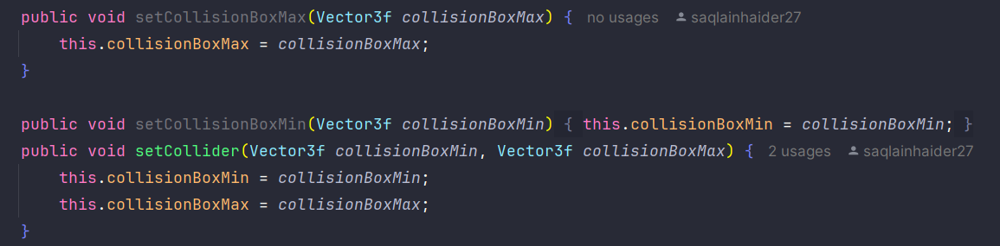 public void setCollisionBoxMax(Vector3f collisionBoxMax) { no usages saqlainhaider27
this.collisionBoxMax = collisionBoxMax;
}
public void setCollisionBoxMin(Vector3f collisionBoxMin) { this.collisionBoxMin = collisionBoxMin; }
public void setCollider(Vector3f collisionBoxMin, Vector3f collisionBoxMax) { 2 usages saqlainhaider27
this.collisionBoxMin = collisionBoxMin;
this.collisionBoxMax = collisionBoxMax;
}